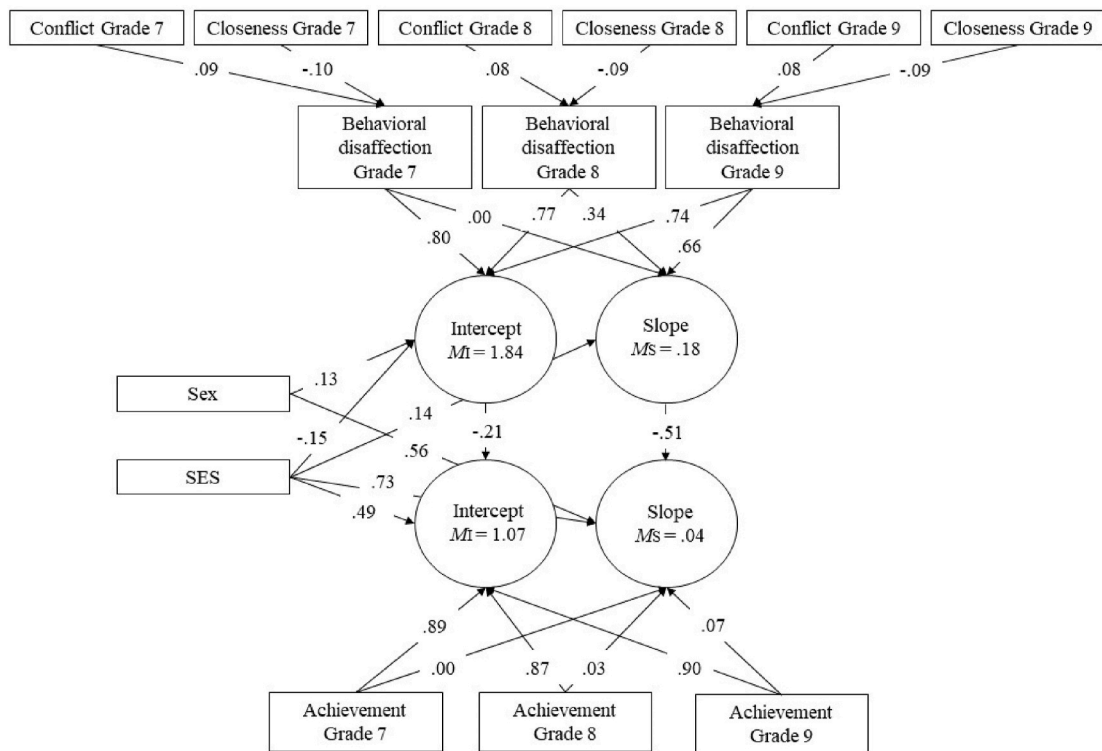 Conflict Grade 7
Closeness Grade 7
Conflict Grade 8
Closeness Grade 8
Conflict Grade 9
Closeness Grade 9
.09
-.10
.08
-.09
.08
-.09
Behavioral
disaffection
Grade 7
Behavioral
disaffection
Grade 8
Behavioral
disaffection
Grade 9
.80
.00
.77
.34
.74
.66
Intercept
MI = 1.84
Slope
MS = .18
Sex
SES
.13
-.15
.14
.56
.73
.49
-.21
-.51
Intercept
MI = 1.07
Slope
MS = .04
.89
.00
.87
.03
.90
.07
Achievement
Grade 7
Achievement
Grade 8
Achievement
Grade 9